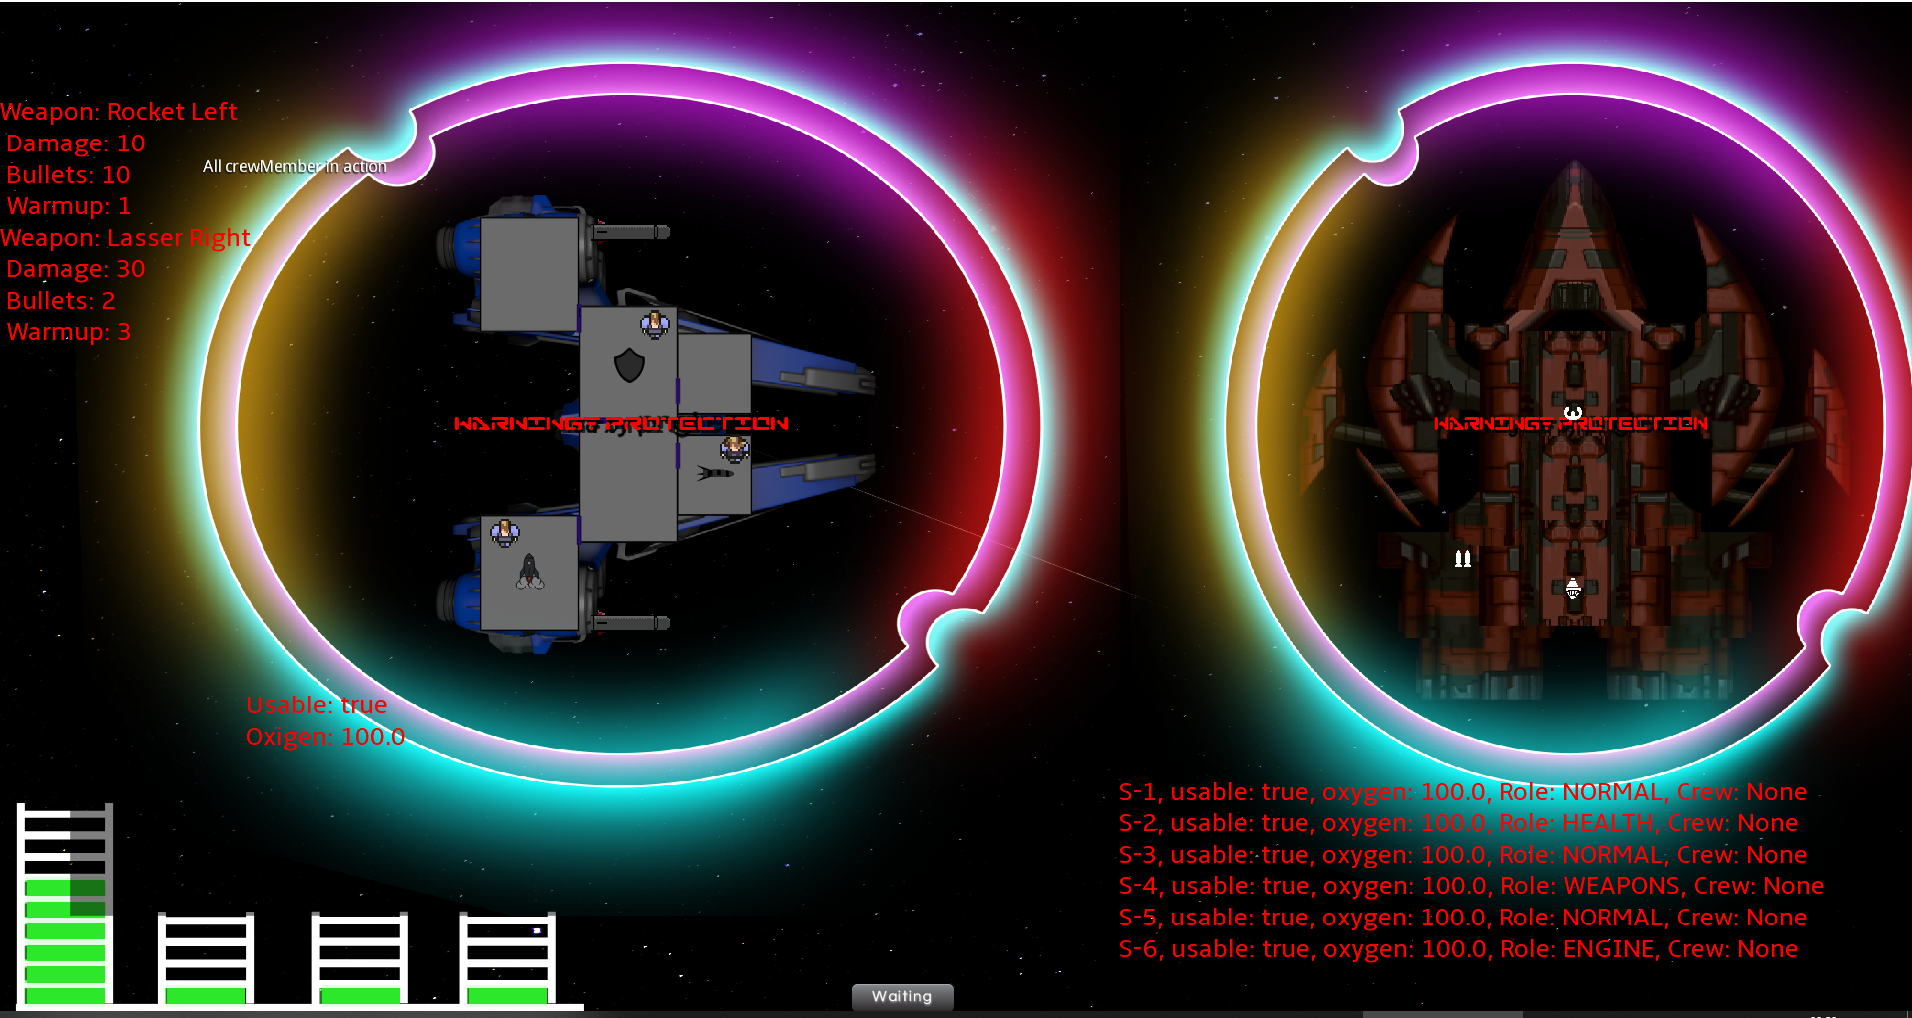 Weapon: Rocket Left
Damage: 10
All crewMember in action
Bullets: 10
Warmup: 1
Weapon: Lasser Right
Damage: 30
Bullets: 2
Warmup: 3
WARNING? PROTECTION
WARNING? PROTECTION
Usable: true
Oxigen: 100.0
S-1, usable: true, oxygen: 100.0, Role: NORMAL, Crew: None
S-2, usable: true, oxygen: 100.0, Role: HEALTH, Crew: None
S-3, usable: true, oxygen: 100.0, Role: NORMAL, Crew: None
S-4, usable: true, oxygen: 100.0, Role: WEAPONS, Crew: None
S-5, usable: true, oxygen: 100.0, Role: NORMAL, Crew: None
S-6, usable: true, oxygen: 100.0, Role: ENGINE, Crew: None
Waiting